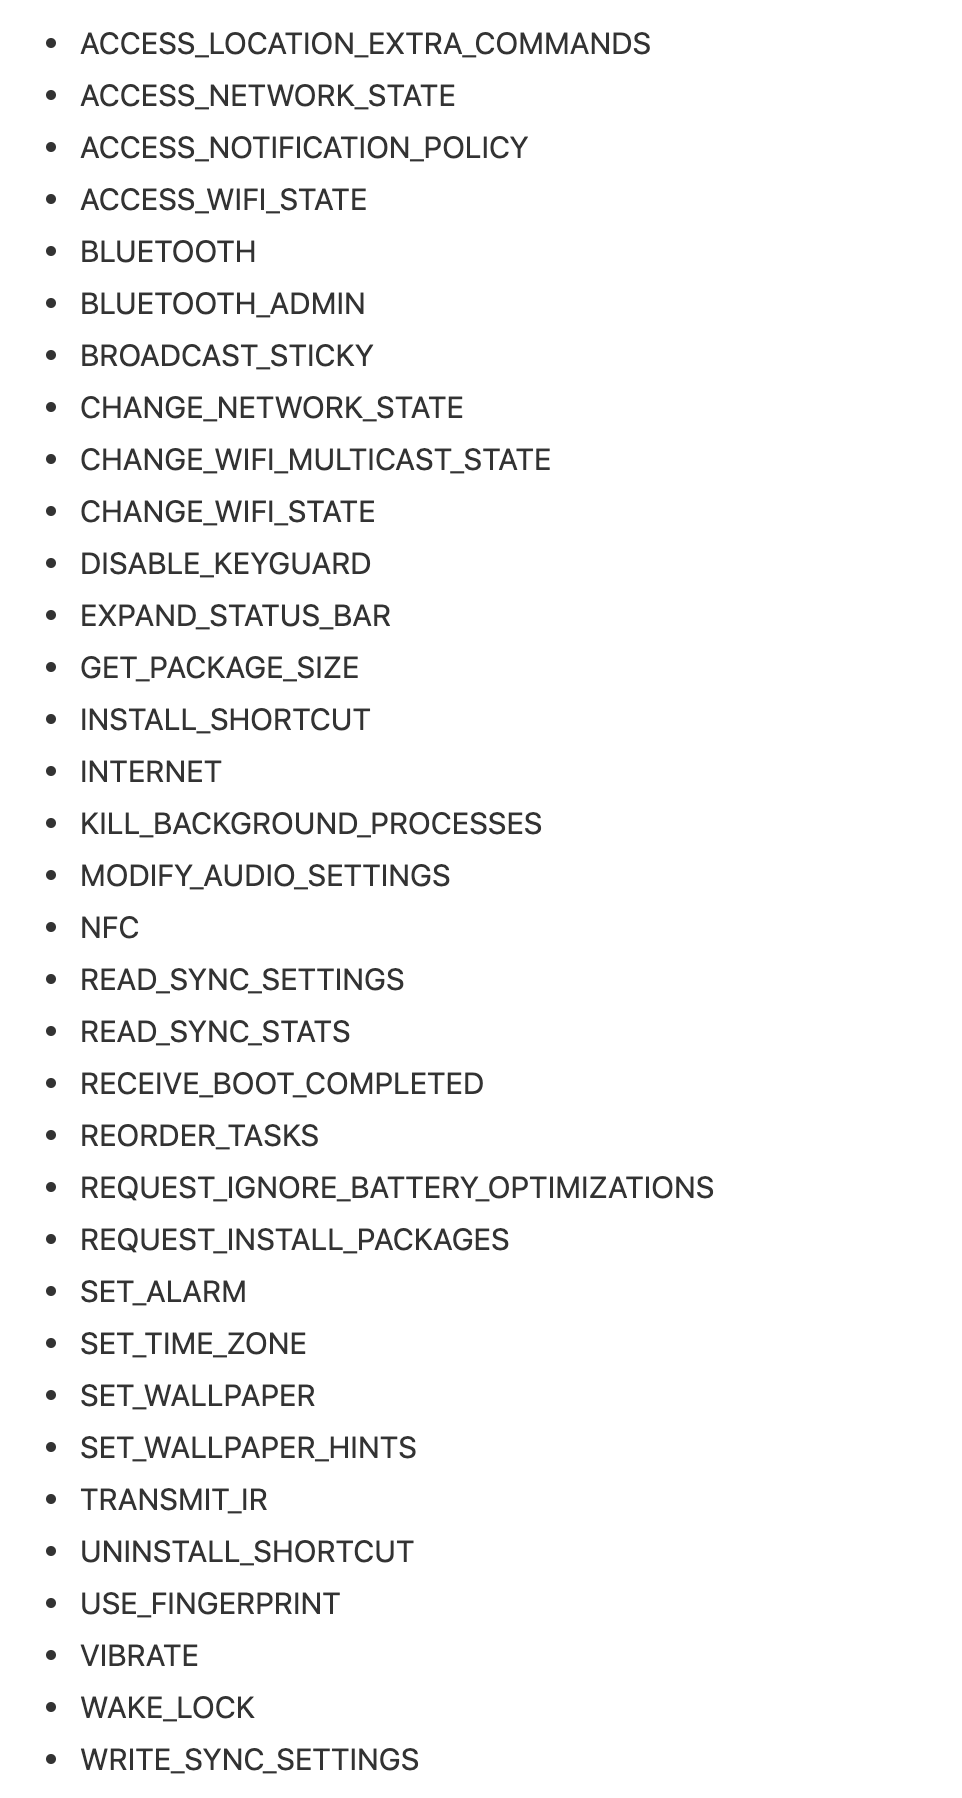 • ACCESS_LOCATION_EXTRA_COMMANDS
• ACCESS_NETWORK_STATE
• ACCESS_NOTIFICATION_POLICY
• ACCESS_WIFI_STATE
• BLUETOOTH
• BLUETOOTH_ADMIN
• BROADCAST_STICKY
• CHANGE_NETWORK_STATE
• CHANGE_WIFI_MULTICAST_STATE
• CHANGE_WIFI_STATE
• DISABLE_KEYGUARD
• EXPAND_STATUS_BAR
• GET_PACKAGE_SIZE
• INSTALL_SHORTCUT
• INTERNET
• KILL_BACKGROUND_PROCESSES
• MODIFY_AUDIO_SETTINGS
• NFC
• READ_SYNC_SETTINGS
• READ_SYNC_STATS
• RECEIVE_BOOT_COMPLETED
• REORDER_TASKS
• REQUEST_IGNORE_BATTERY_OPTIMIZATIONS
• REQUEST_INSTALL_PACKAGES
• SET_ALARM
• SET_TIME_ZONE
• SET_WALLPAPER
• SET_WALLPAPER_HINTS
• TRANSMIT_IR
• UNINSTALL_SHORTCUT
• USE_FINGERPRINT
• VIBRATE
• WAKE_LOCK
• WRITE_SYNC_SETTINGS